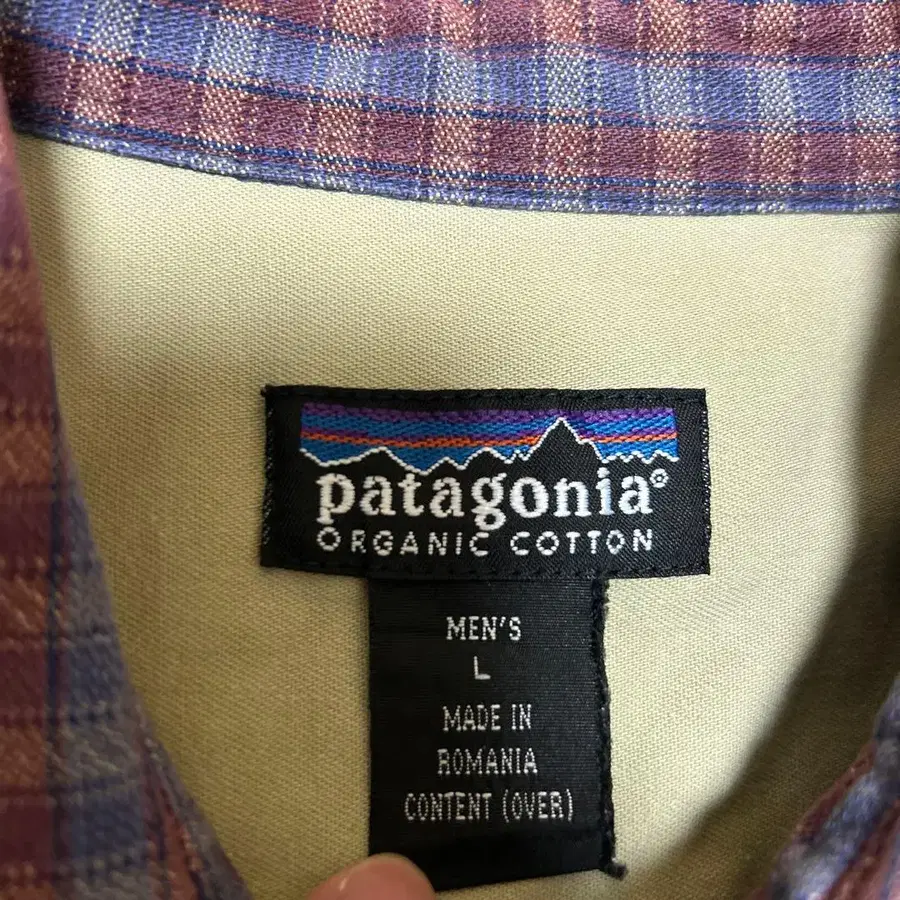 patagonia®
ORGANIC COTTON
MEN'S
L
MADE IN
ROMANIA
CONTENT (OVER)